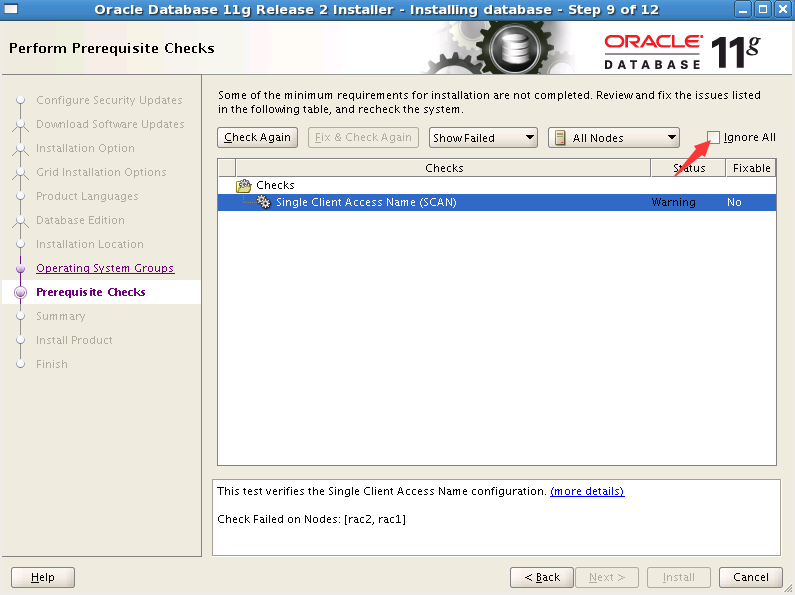 Oracle Database 11g Release 2 Installer - Installing database - Step 9 of 12
Perform Prerequisite Checks
ORACLE
DATABASE
11g
Configure Security Updates
Download Software Updates
Installation Option
Grid Installation Options
Product Languages
Database Edition
Installation Location
Operating System Groups
Prerequisite Checks
Summary
Install Product
Finish
Some of the minimum requirements for installation are not completed. Review and fix the issues listed
in the following table, and recheck the system.
Check Again
Fix & Check Again
Show Failed
All Nodes
Ignore All
Checks Status Fixable
Checks
Single Client Access Name (SCAN) Warning No
This test verifies the Single Client Access Name configuration. (more details)
Check Failed on Nodes: [rac2, rac1]
Help
< Back
Next >
Install
Cancel